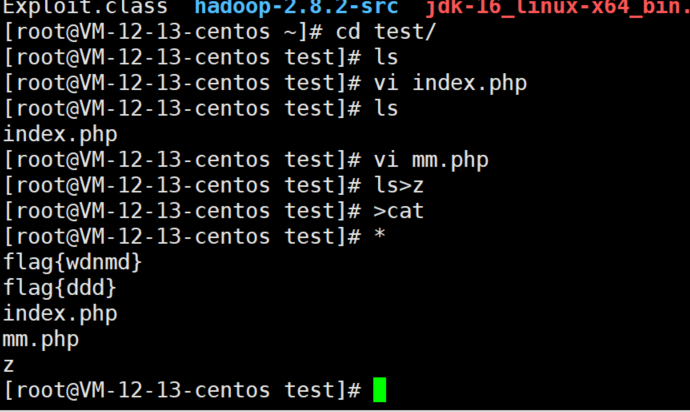 Exploit.class  hadoop-2.8.2-src  jdk-16_linux-x64_bin.
[root@VM-12-13-centos ~]# cd test/
[root@VM-12-13-centos test]# ls
[root@VM-12-13-centos test]# vi index.php
[root@VM-12-13-centos test]# ls
index.php
[root@VM-12-13-centos test]# vi mm.php
[root@VM-12-13-centos test]# ls>z
[root@VM-12-13-centos test]# >cat
[root@VM-12-13-centos test]# *
flag{wdnmd}
flag{ddd}
index.php
mm.php
z
[root@VM-12-13-centos test]#